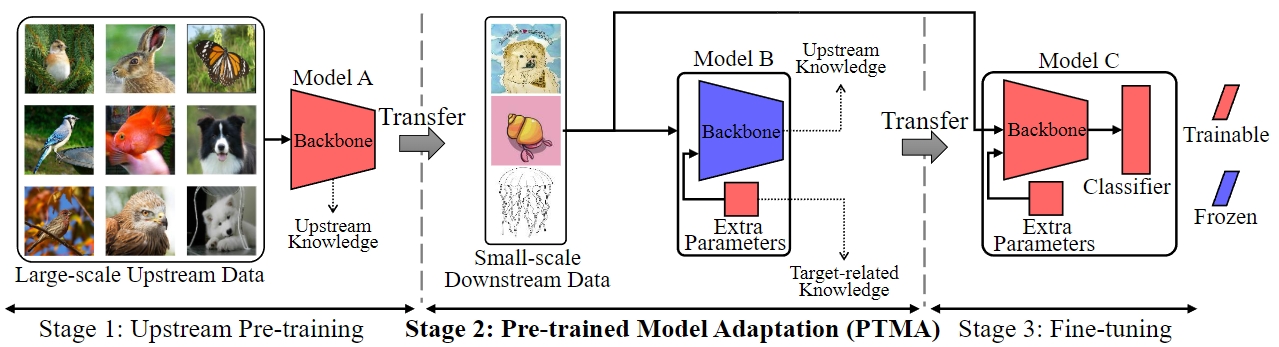 Large-scale Upstream Data
Model A
Backbone
Upstream
Knowledge
Transfer
Small-scale
Downstream Data
Model B
Backbone
Extra
Parameters
Upstream
Knowledge
Target-related
Knowledge
Transfer
Model C
Backbone
Classifier
Extra
Parameters
Trainable
Frozen
Stage 1: Upstream Pre-training
Stage 2: Pre-trained Model Adaptation (PTMA)
Stage 3: Fine-tuning